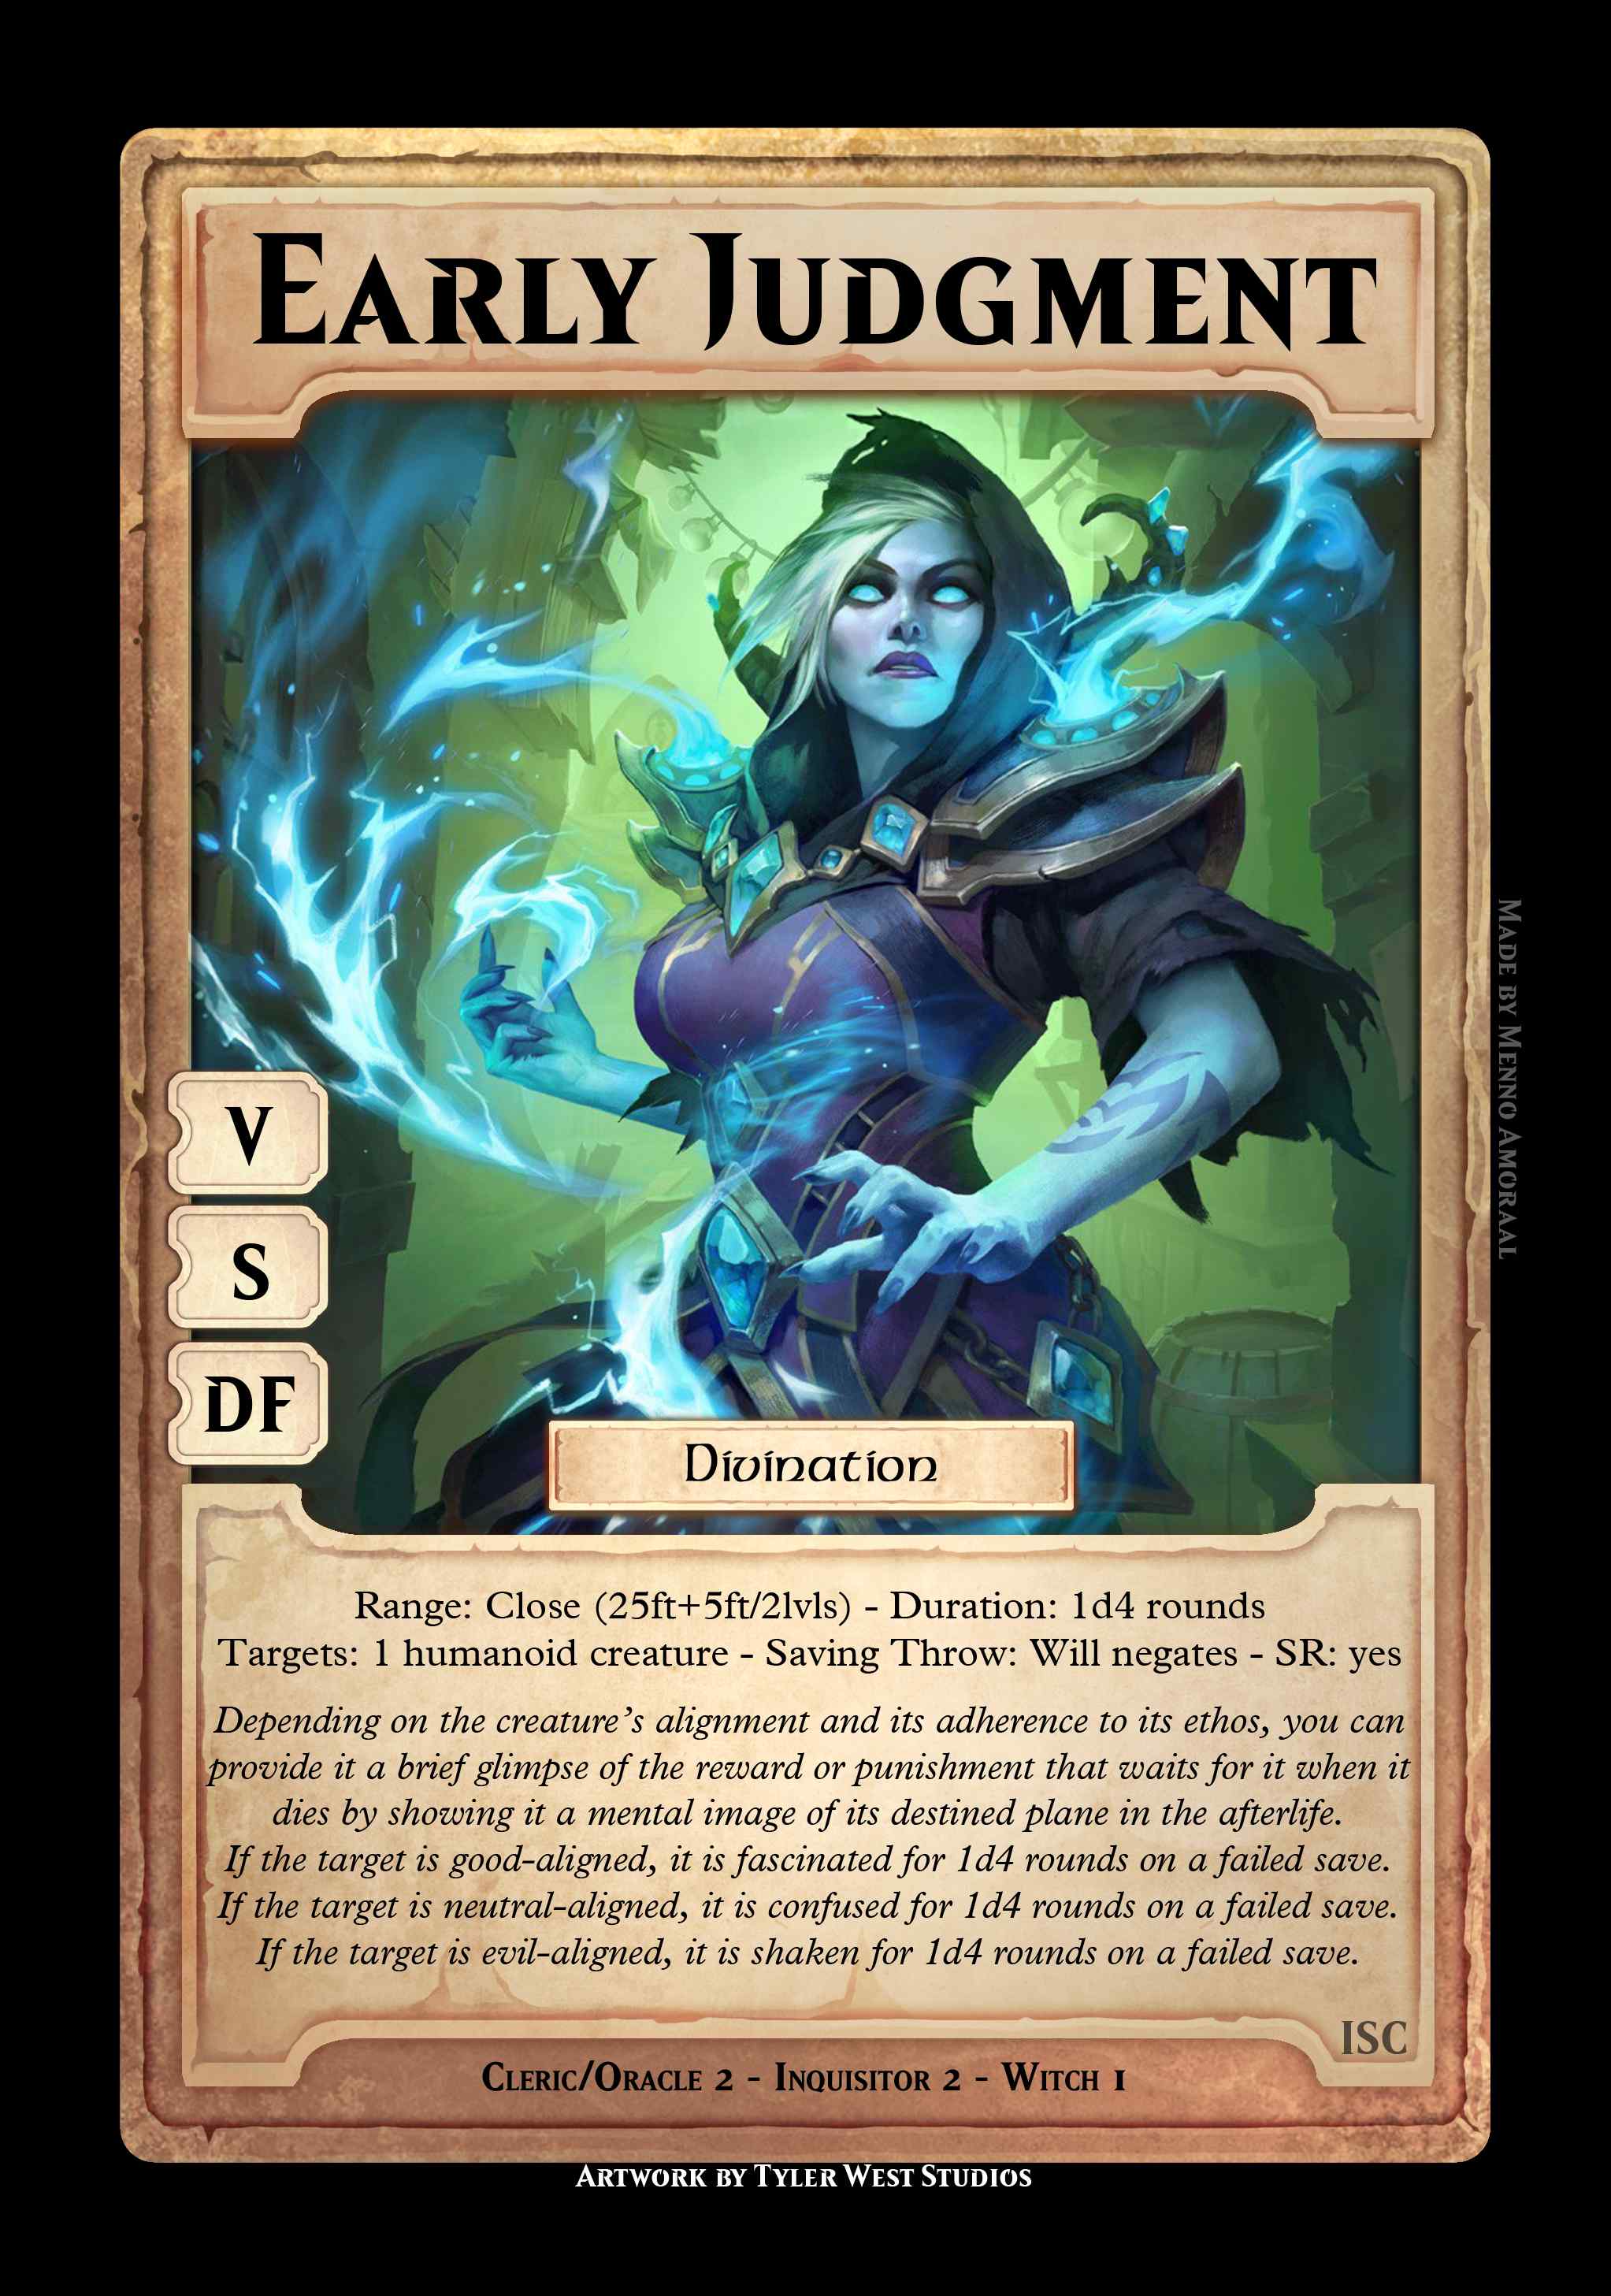 Early Judgment
V
S
DF
Divination
Range: Close (25ft+5ft/2lvls) - Duration: 1d4 rounds
Targets: 1 humanoid creature - Saving Throw: Will negates - SR: yes
Depending on the creature’s alignment and its adherence to its ethos, you can
provide it a brief glimpse of the reward or punishment that waits for it when it
dies by showing it a mental image of its destined plane in the afterlife.
If the target is good-aligned, it is fascinated for 1d4 rounds on a failed save.
If the target is neutral-aligned, it is confused for 1d4 rounds on a failed save.
If the target is evil-aligned, it is shaken for 1d4 rounds on a failed save.
ISC
Cleric/Oracle 2 - Inquisitor 2 - Witch 1
Artwork by Tyler West Studios
Made by Menno Amoraal